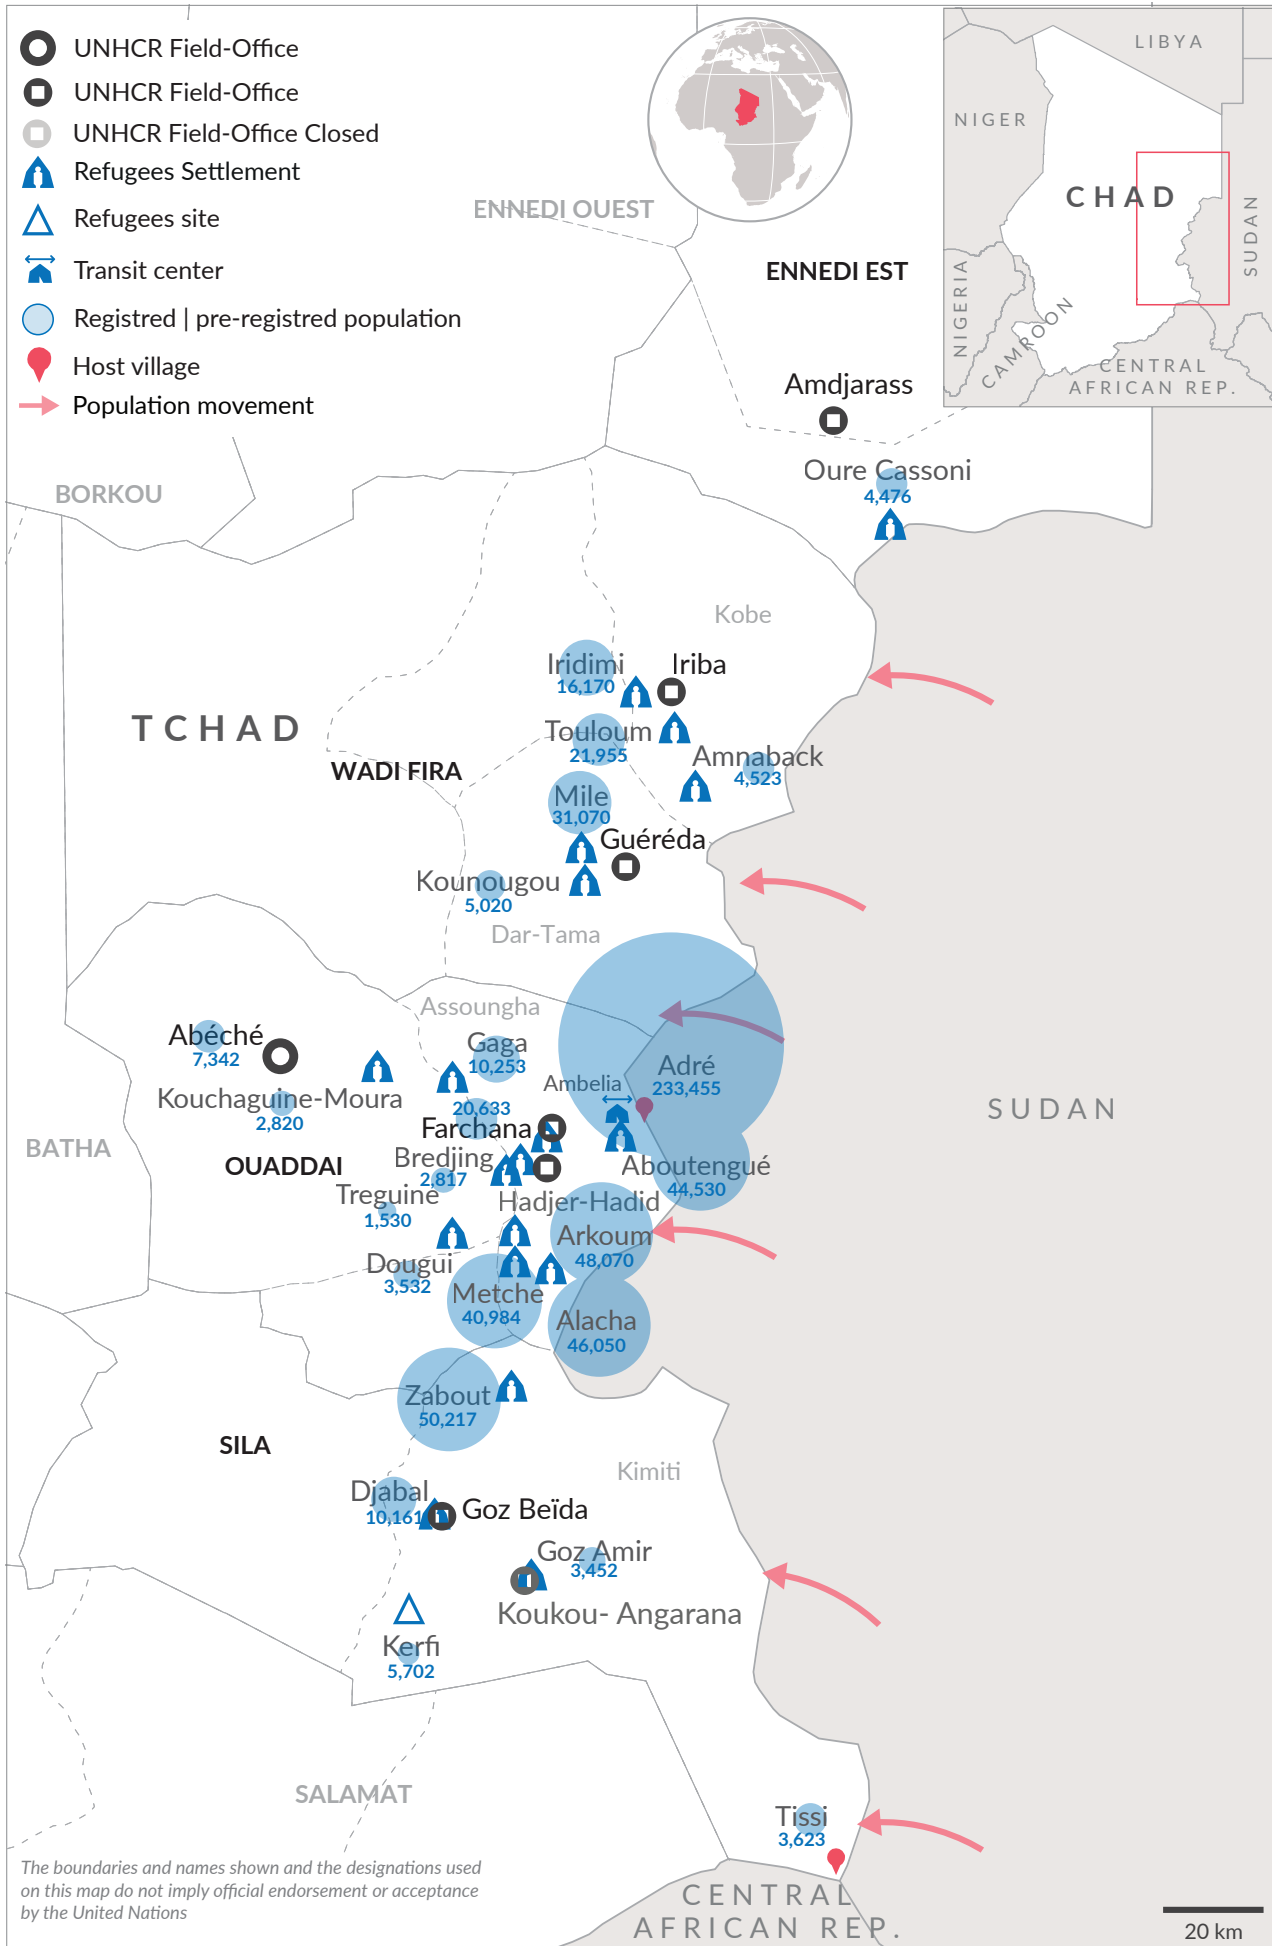 UNHCR Field-Office
UNHCR Field-Office
UNHCR Field-Office Closed
Refugees Settlement
Refugees site
Transit center
Registred | pre-registred population
Host village
Population movement
LIBYA
NIGER
CHAD
SUDAN
NIGERIA
CAMROON
CENTRAL
AFRICAN REP.
ENNEDI OUEST
ENNEDI EST
Amdjarass
Oure Cassoni
4,476
BORKOU
Kobe
Iridimi
16,170
Iriba
TCHAD
Touloum
21,955
Amnaback
4,523
WADI FIRA
Mile
31,070
Guéréda
Kounougou
5,020
Dar-Tama
Assoungha
Abéché
7,342
Gaga
10,253
Adré
233,455
Ambelia
Kouchaguine-Moura
2,820
20,633
Farchana
SUDAN
BATHA
OUADDAI
Bredjing
2,817
Aboutengué
44,530
Treguine
1,530
Hadjer-Hadid
Arkoum
48,070
Dougui
3,532
Metche
40,984
Alacha
46,050
Zabout
50,217
SILA
Kimiti
Djabal
10,161
Goz Beïda
Goz Amir
3,452
Koukou- Angarana
Kerfi
5,702
SALAMAT
Tissi
3,623
The boundaries and names shown and the designations used
on this map do not imply official endorsement or acceptance
by the United Nations
CENTRAL
AFRICAN REP.
20 km